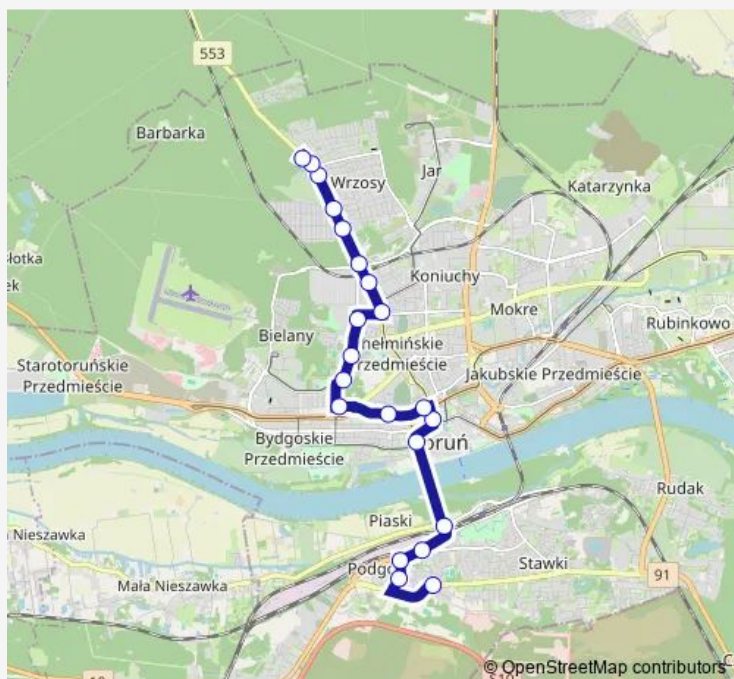 553
Barbarka
Wrzosy
Jar
Katarzynka
Koniuchy
Mokre
Rubinkowo
Bielany
Starotoruńskie
Przedmieście
Jakubskie Przedmieście
Bydgoskie
Przedmieście
Rudak
Piaski
Nieszawka
Mała Nieszawka
Stawki
91
© OpenStreetMap contributors